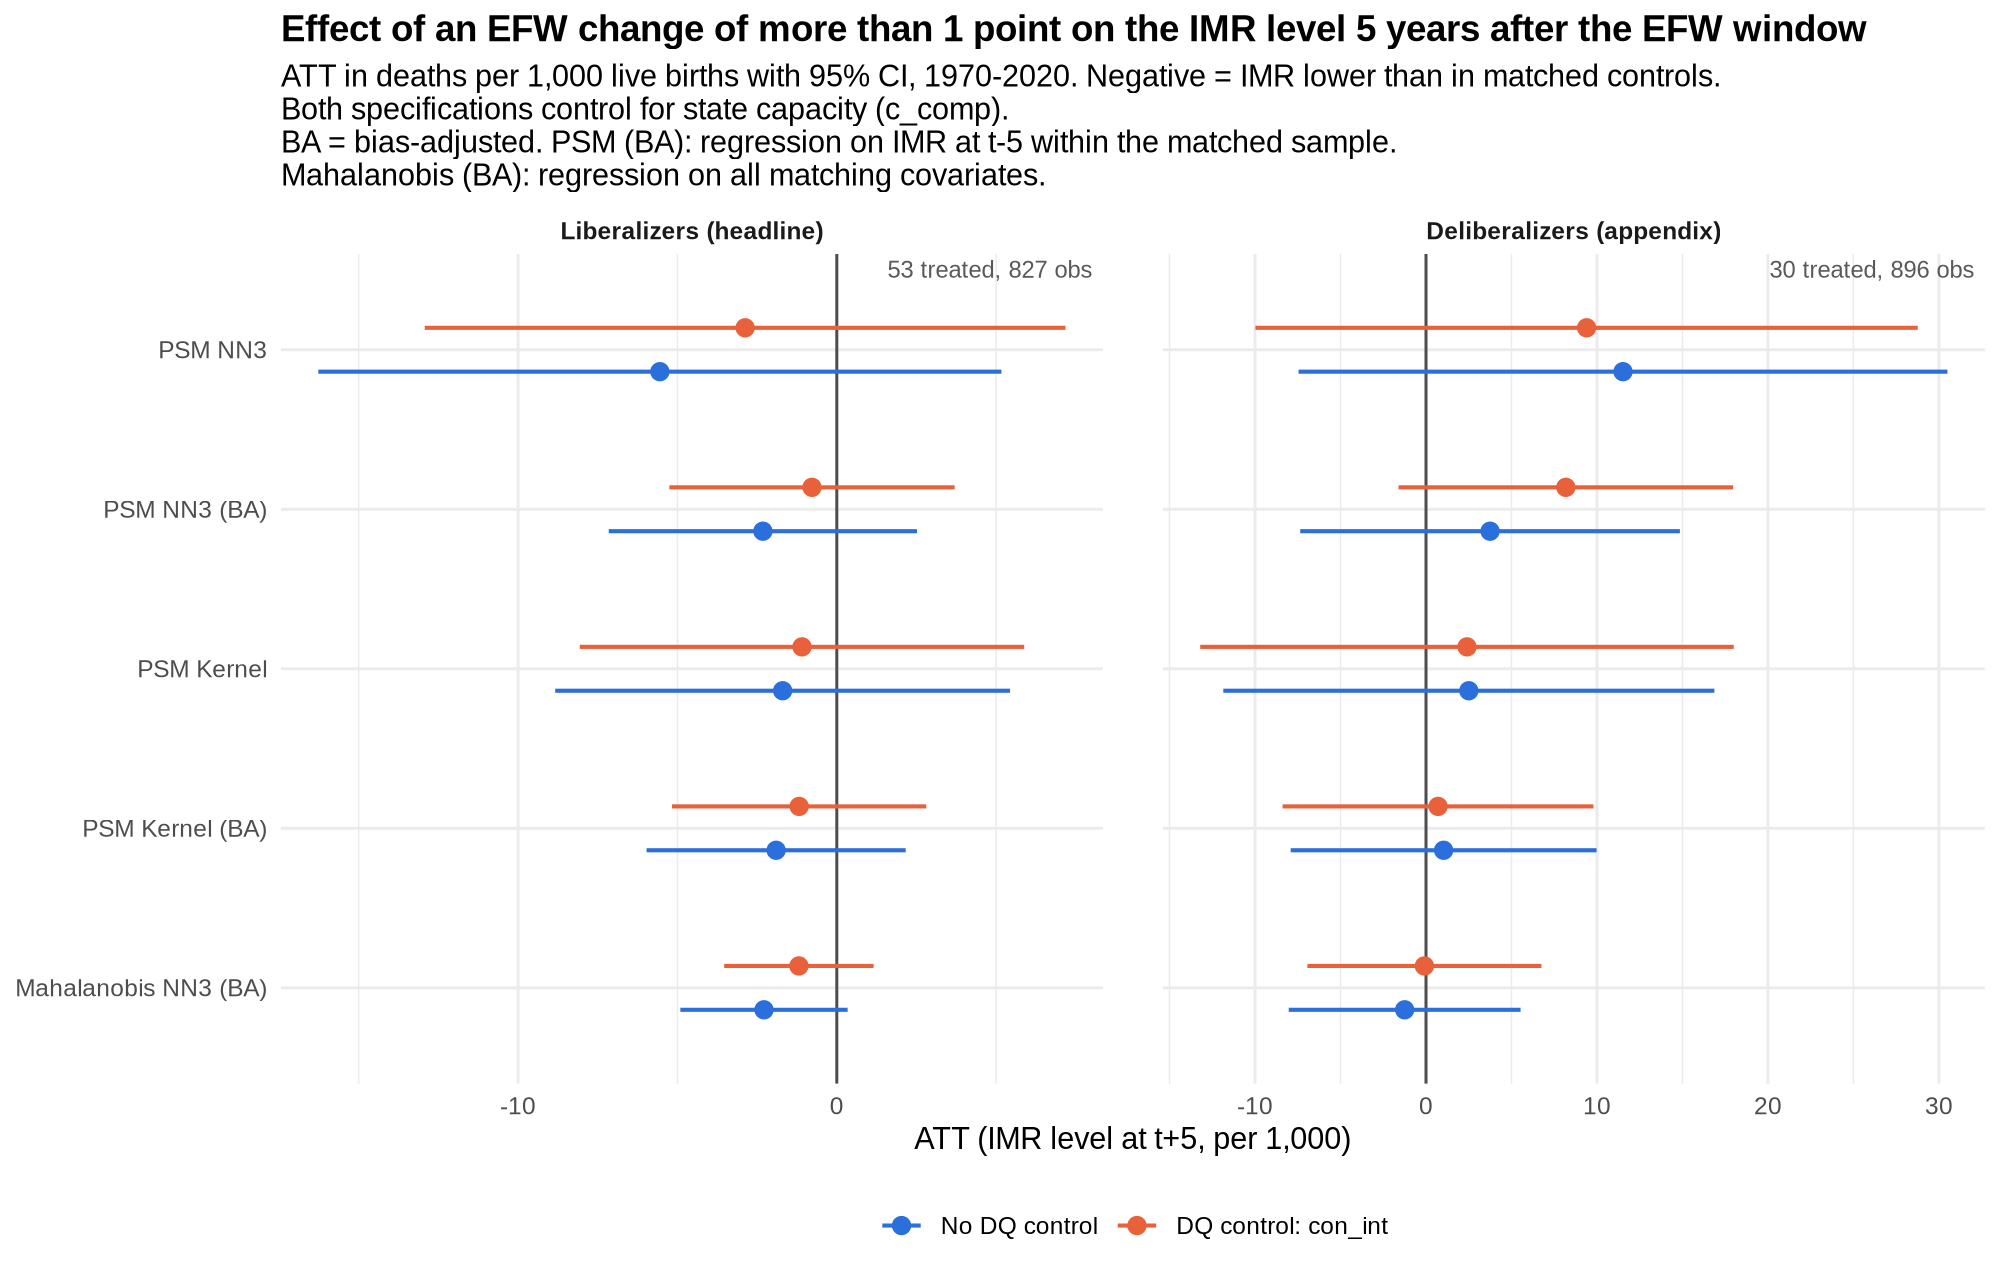 Effect of an EFW change of more than 1 point on the IMR level 5 years after the EFW window
ATT in deaths per 1,000 live births with 95% CI, 1970-2020. Negative = IMR lower than in matched controls.
Both specifications control for state capacity (c_comp).
BA = bias-adjusted. PSM (BA): regression on IMR at t-5 within the matched sample.
Mahalanobis (BA): regression on all matching covariates.
Liberalizers (headline)
Deliberalizers (appendix)
53 treated, 827 obs
30 treated, 896 obs
PSM NN3
PSM NN3 (BA)
PSM Kernel
PSM Kernel (BA)
Mahalanobis NN3 (BA)
-10 0
-10 0 10 20 30
ATT (IMR level at t+5, per 1,000)
No DQ control DQ control: con_int